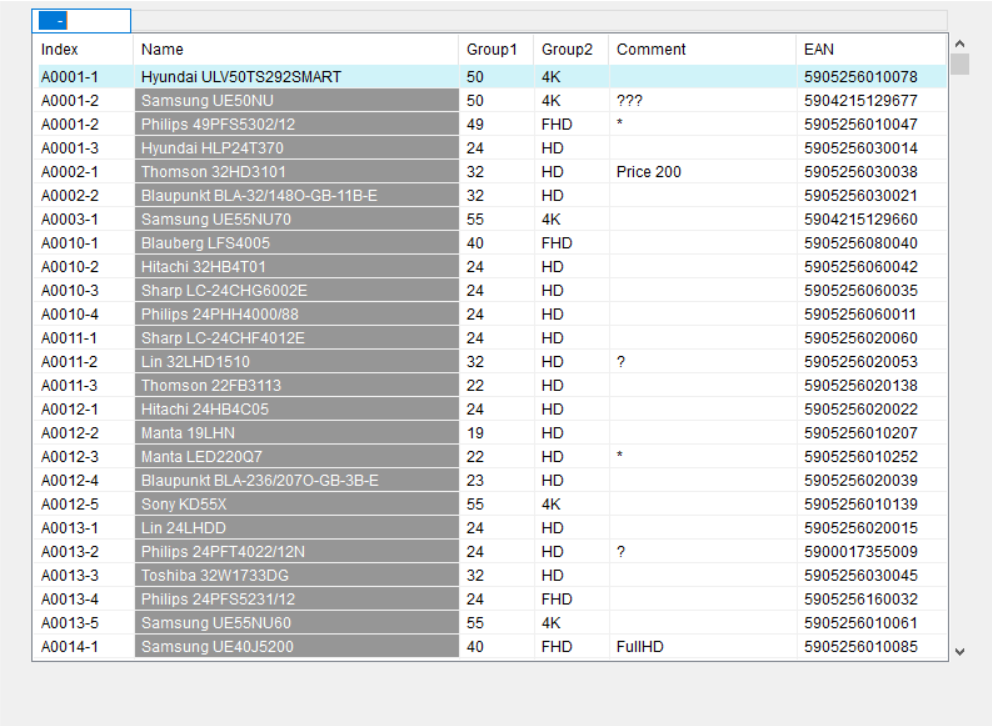 -
Index Name Group1 Group2 Comment EAN
A0001-1 Hyundai ULV50TS292SMART 50 4K 5905256010078
A0001-2 Samsung UE50NU 50 4K ??? 5904215129677
A0001-2 Philips 49PFS5302/12 49 FHD * 5905256010047
A0001-3 Hyundai HLP24T370 24 HD 5905256030014
A0002-1 Thomson 32HD3101 32 HD Price 200 5905256030038
A0002-2 Blaupunkt BLA-32/148O-GB-11B-E 32 HD 5905256030021
A0003-1 Samsung UE55NU70 55 4K 5904215129660
A0010-1 Blauberg LFS4005 40 FHD 5905256080040
A0010-2 Hitachi 32HB4T01 24 HD 5905256060042
A0010-3 Sharp LC-24CHG6002E 24 HD 5905256060035
A0010-4 Philips 24PHH4000/88 24 HD 5905256060011
A0011-1 Sharp LC-24CHF4012E 24 HD 5905256020060
A0011-2 Lin 32LHD1510 32 HD ? 5905256020053
A0011-3 Thomson 22FB3113 22 HD 5905256020138
A0012-1 Hitachi 24HB4C05 24 HD 5905256020022
A0012-2 Manta 19LHN 19 HD 5905256010207
A0012-3 Manta LED220Q7 22 HD * 5905256010252
A0012-4 Blaupunkt BLA-236/207O-GB-3B-E 23 HD 5905256020039
A0012-5 Sony KD55X 55 4K 5905256010139
A0013-1 Lin 24LHDD 24 HD 5905256020015
A0013-2 Philips 24PFT4022/12N 24 HD ? 5900017355009
A0013-3 Toshiba 32W1733DG 32 HD 5905256030045
A0013-4 Philips 24PFS5231/12 24 FHD 5905256160032
A0013-5 Samsung UE55NU60 55 4K 5905256010061
A0014-1 Samsung UE40J5200 40 FHD FullHD 5905256010085